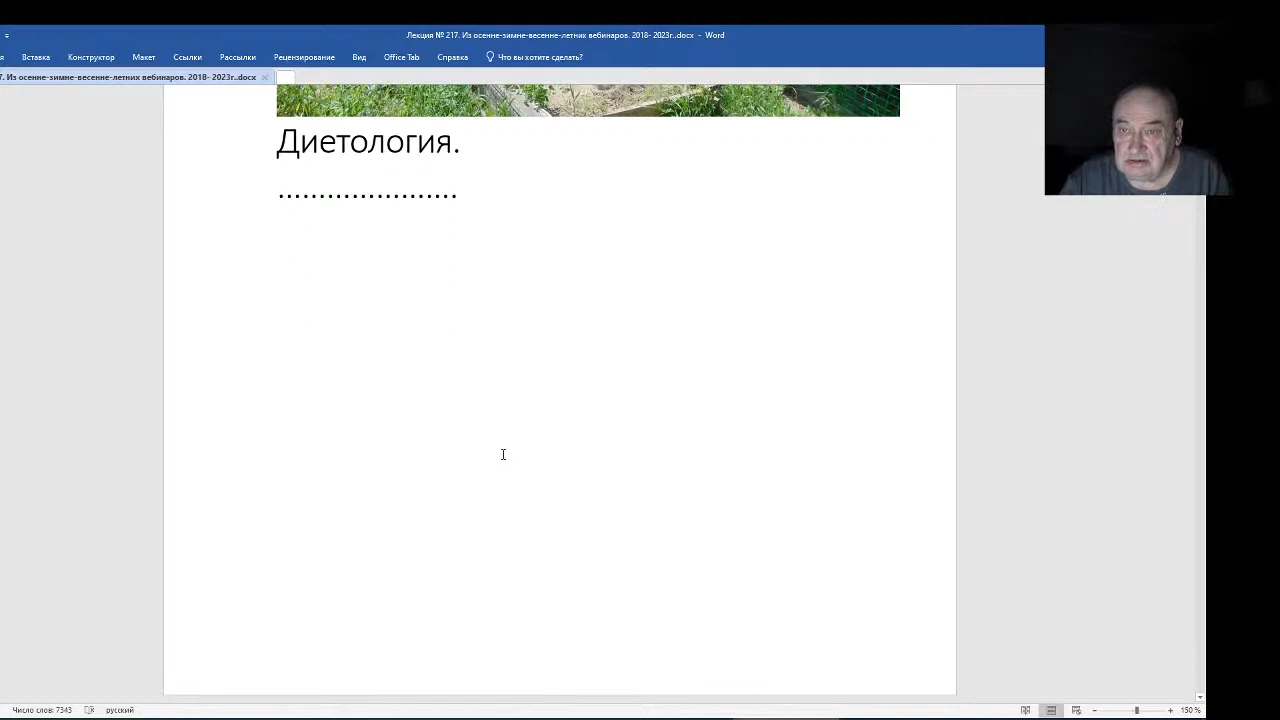 Лекция № 217. Из осенне-зимне-весенне-летних вебинаров. 2018- 2023г..docx - Word
я Вставка Конструктор Макет Ссылки Рассылки Рецензирование Вид Office Tab Справка Что вы хотите сделать?
7. Из осенне-зимне-весенне-летних вебинаров. 2018- 2023г..docx
Диетология.
......................
Число слов: 7343 русский 150 %